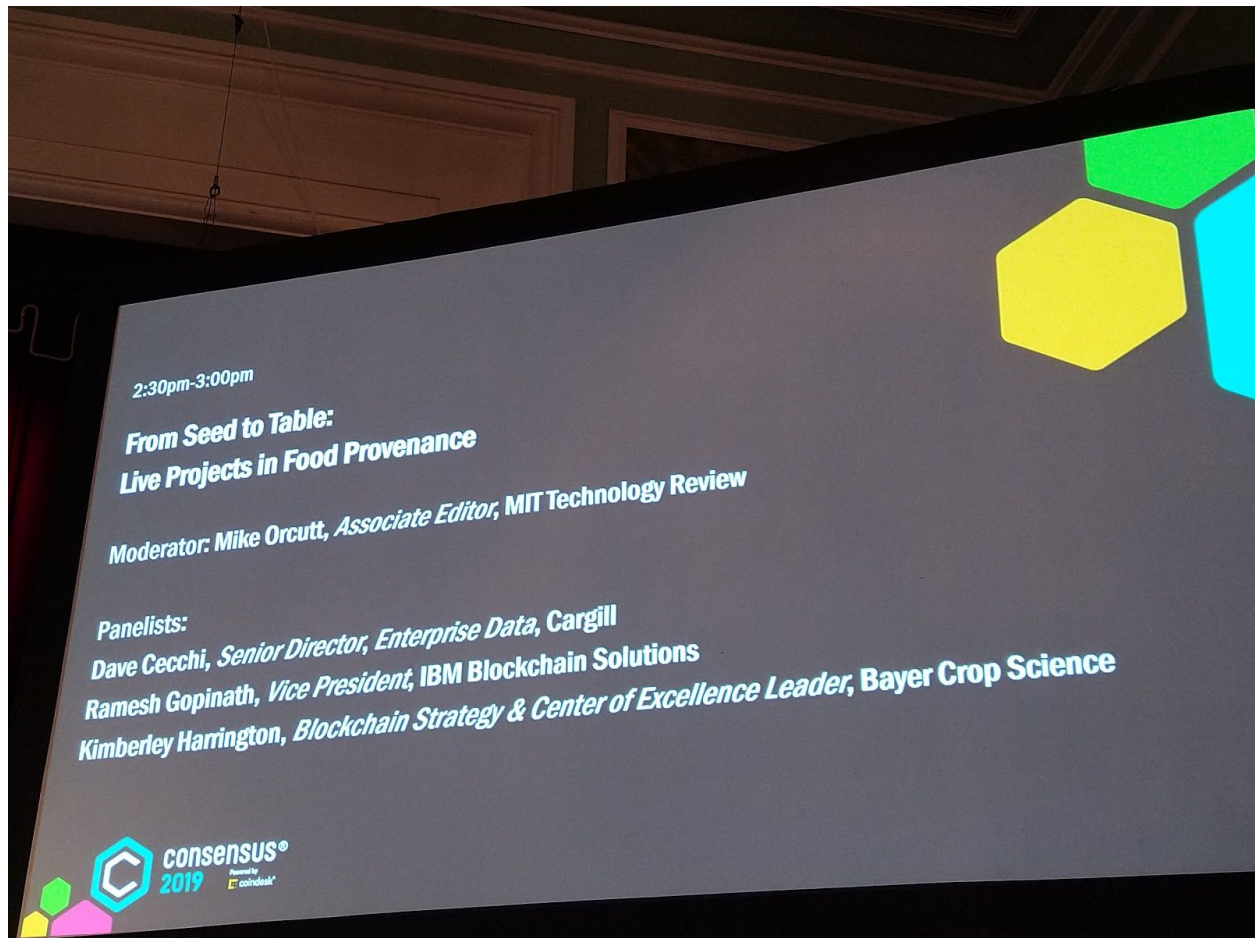 2:30pm-3:00pm
From Seed to Table:
Live Projects in Food Provenance
Moderator: Mike Orcutt, Associate Editor, MIT Technology Review
Panelists:
Dave Cecchi, Senior Director, Enterprise Data, Cargill
Ramesh Gopinath, Vice President, IBM Blockchain Solutions
Kimberley Harrington, Blockchain Strategy & Center of Excellence Leader, Bayer Crop Science
consensus®
2019
Powered by
coindesk®